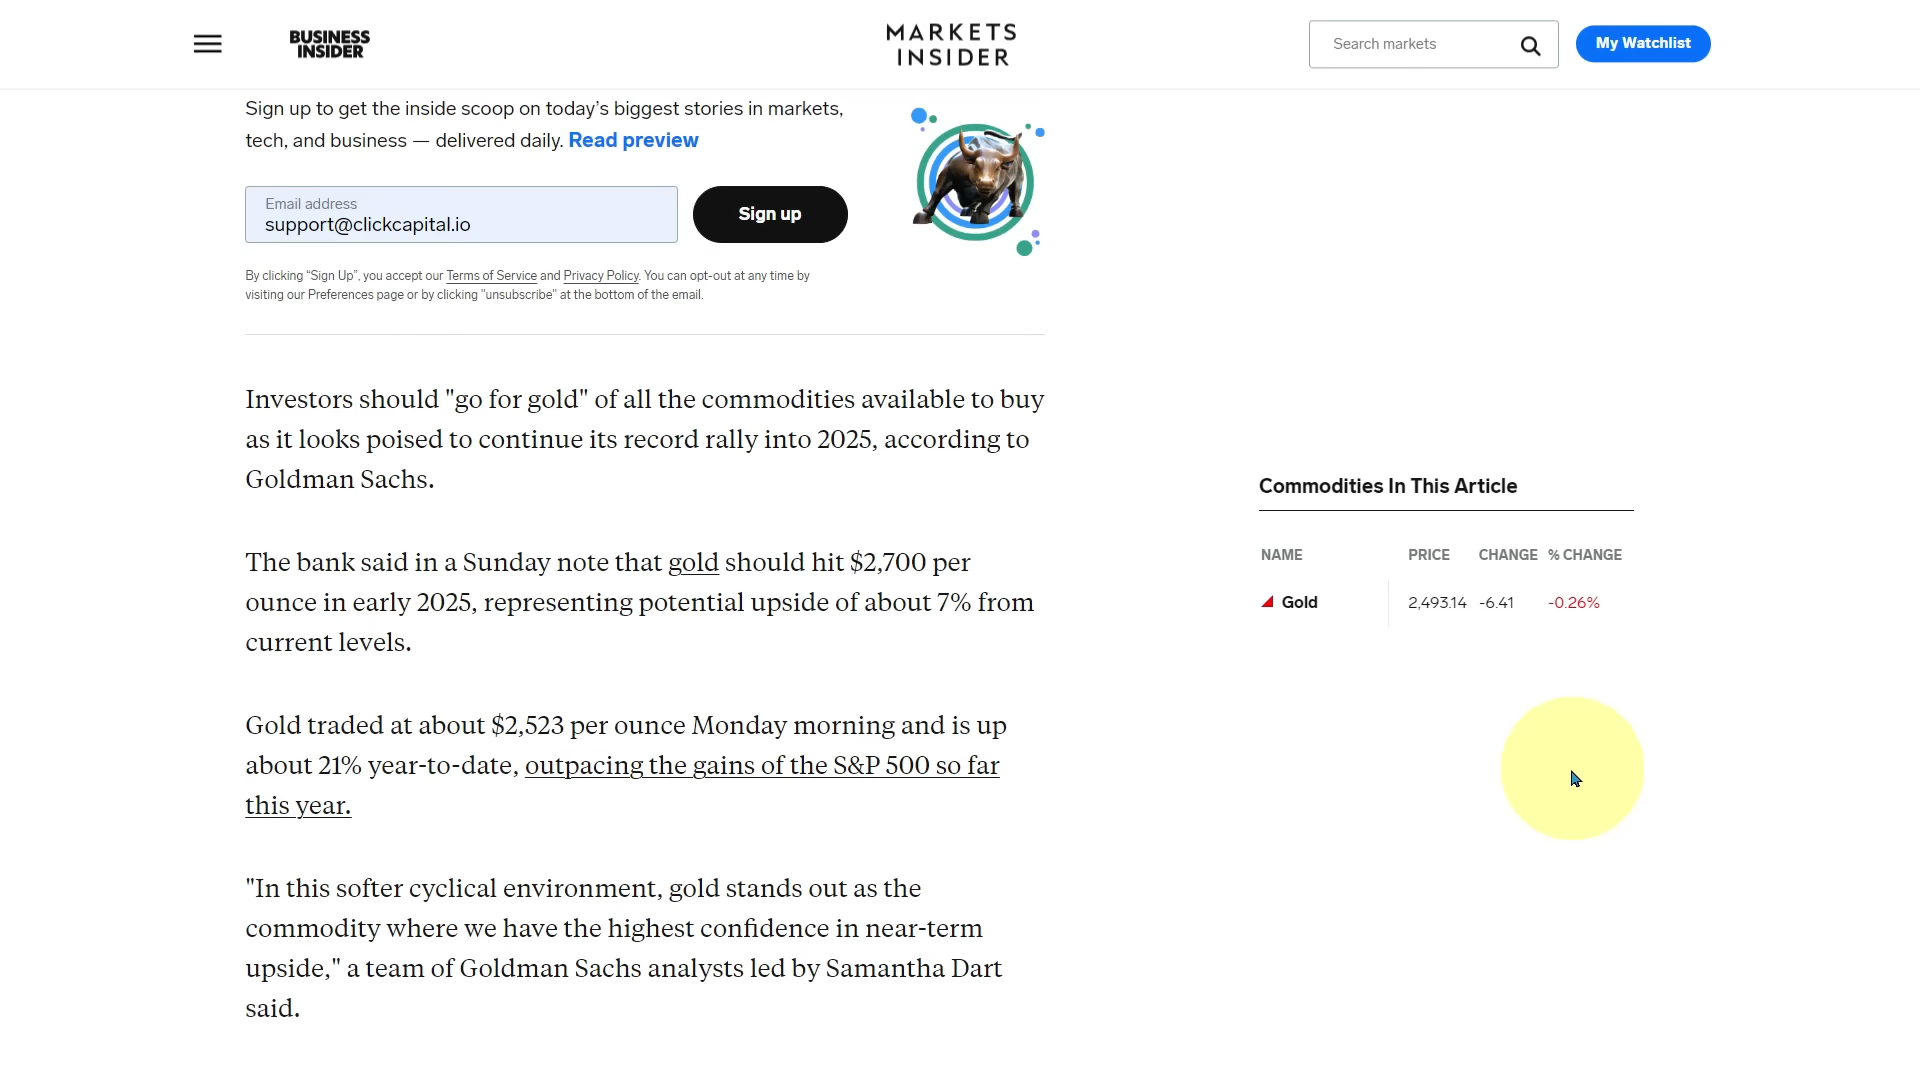 BUSINESS
INSIDER
MARKETS
INSIDER
Search markets
My Watchlist
Sign up to get the inside scoop on today’s biggest stories in markets,
tech, and business — delivered daily. Read preview
Email address
support@clickcapital.io
Sign up
By clicking “Sign Up”, you accept our Terms of Service and Privacy Policy. You can opt-out at any time by
visiting our Preferences page or by clicking "unsubscribe" at the bottom of the email.
Investors should "go for gold" of all the commodities available to buy
as it looks poised to continue its record rally into 2025, according to
Goldman Sachs.
The bank said in a Sunday note that gold should hit $2,700 per
ounce in early 2025, representing potential upside of about 7% from
current levels.
Gold traded at about $2,523 per ounce Monday morning and is up
about 21% year-to-date, outpacing the gains of the S&P 500 so far
this year.
"In this softer cyclical environment, gold stands out as the
commodity where we have the highest confidence in near-term
upside," a team of Goldman Sachs analysts led by Samantha Dart
said.
Commodities In This Article
NAME PRICE CHANGE % CHANGE
Gold 2,493.14 -6.41 -0.26%